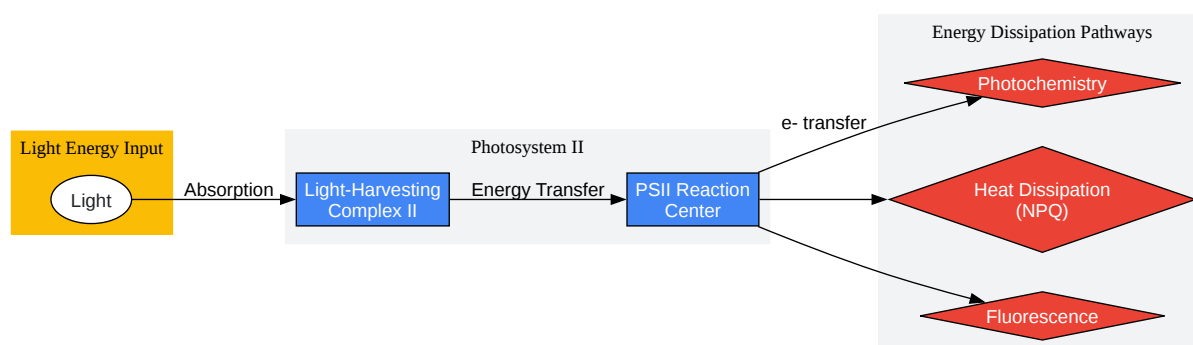 Light Energy Input
Light
Absorption
Photosystem II
Light-Harvesting
Complex II
Energy Transfer
PSII Reaction
Center
e- transfer
Energy Dissipation Pathways
Photochemistry
Heat Dissipation
(NPQ)
Fluorescence